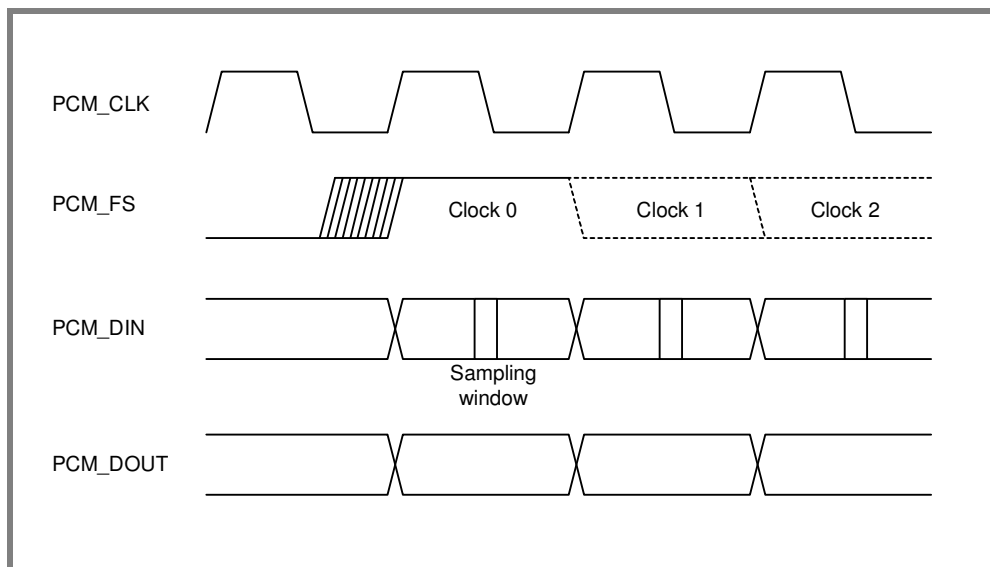 PCM_CLK
PCM_FS
Clock 0
Clock 1
Clock 2
PCM_DIN
Sampling
window
PCM_DOUT